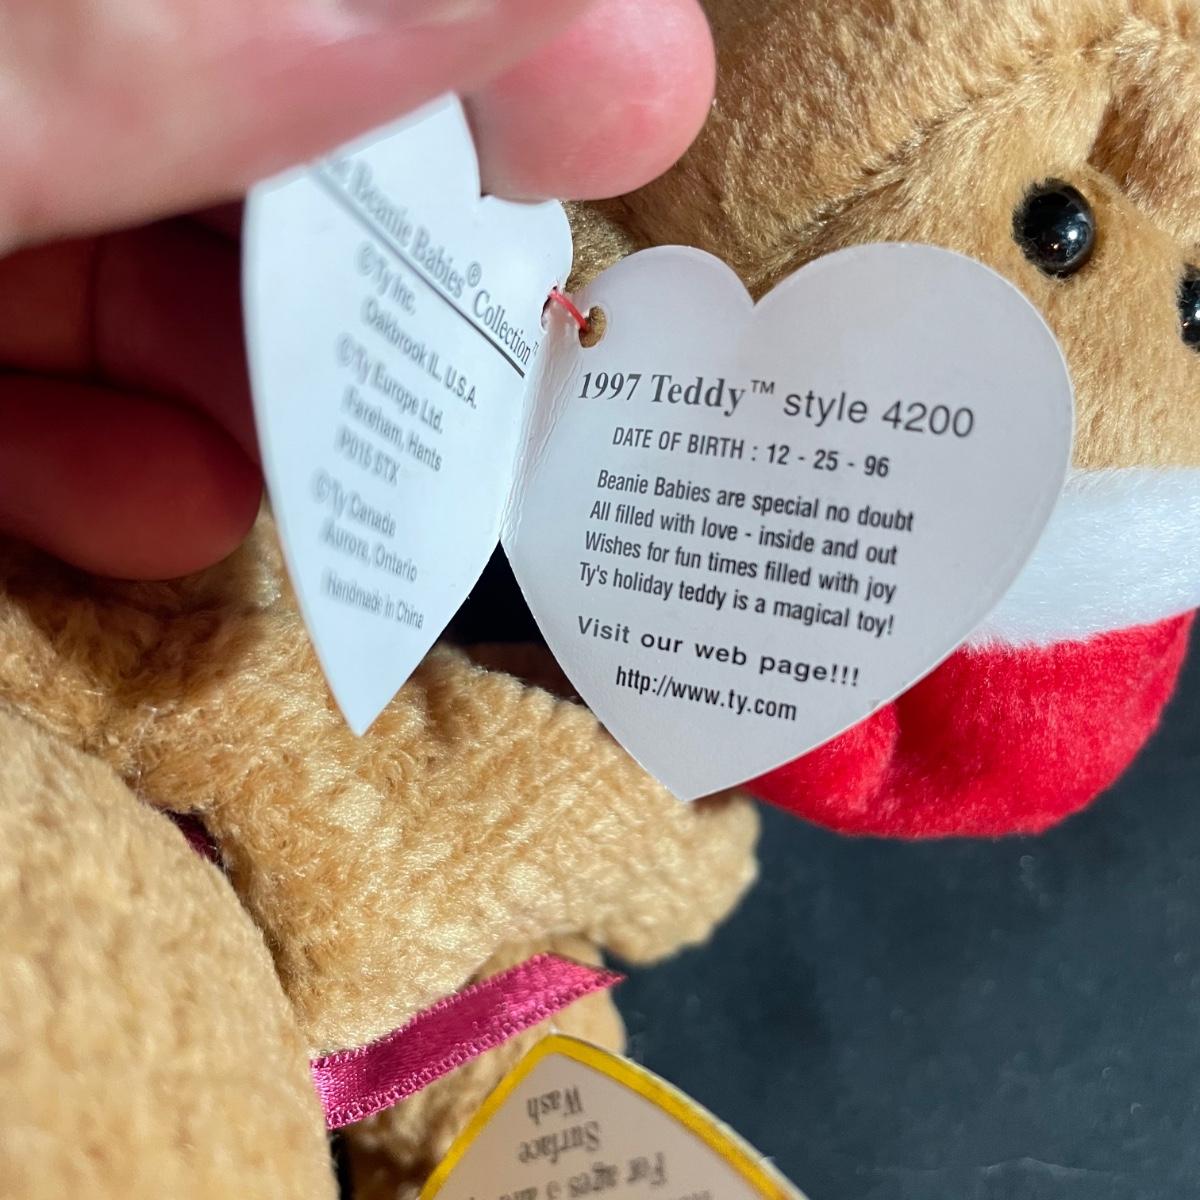 Beanie Babies® Collection™
©Ty Inc.
Oakbrook IL. U.S.A.
©Ty Europe Ltd.
Fareham, Hants
PO15 5TX
©Ty Canada
Aurora, Ontario
Handmade in China
1997 Teddy™ style 4200
DATE OF BIRTH : 12 - 25 - 96
Beanie Babies are special no doubt
All filled with love - inside and out
Wishes for fun times filled with joy
Ty's holiday teddy is a magical toy!
Visit our web page!!!
http://www.ty.com
For ages
Surface
Wash